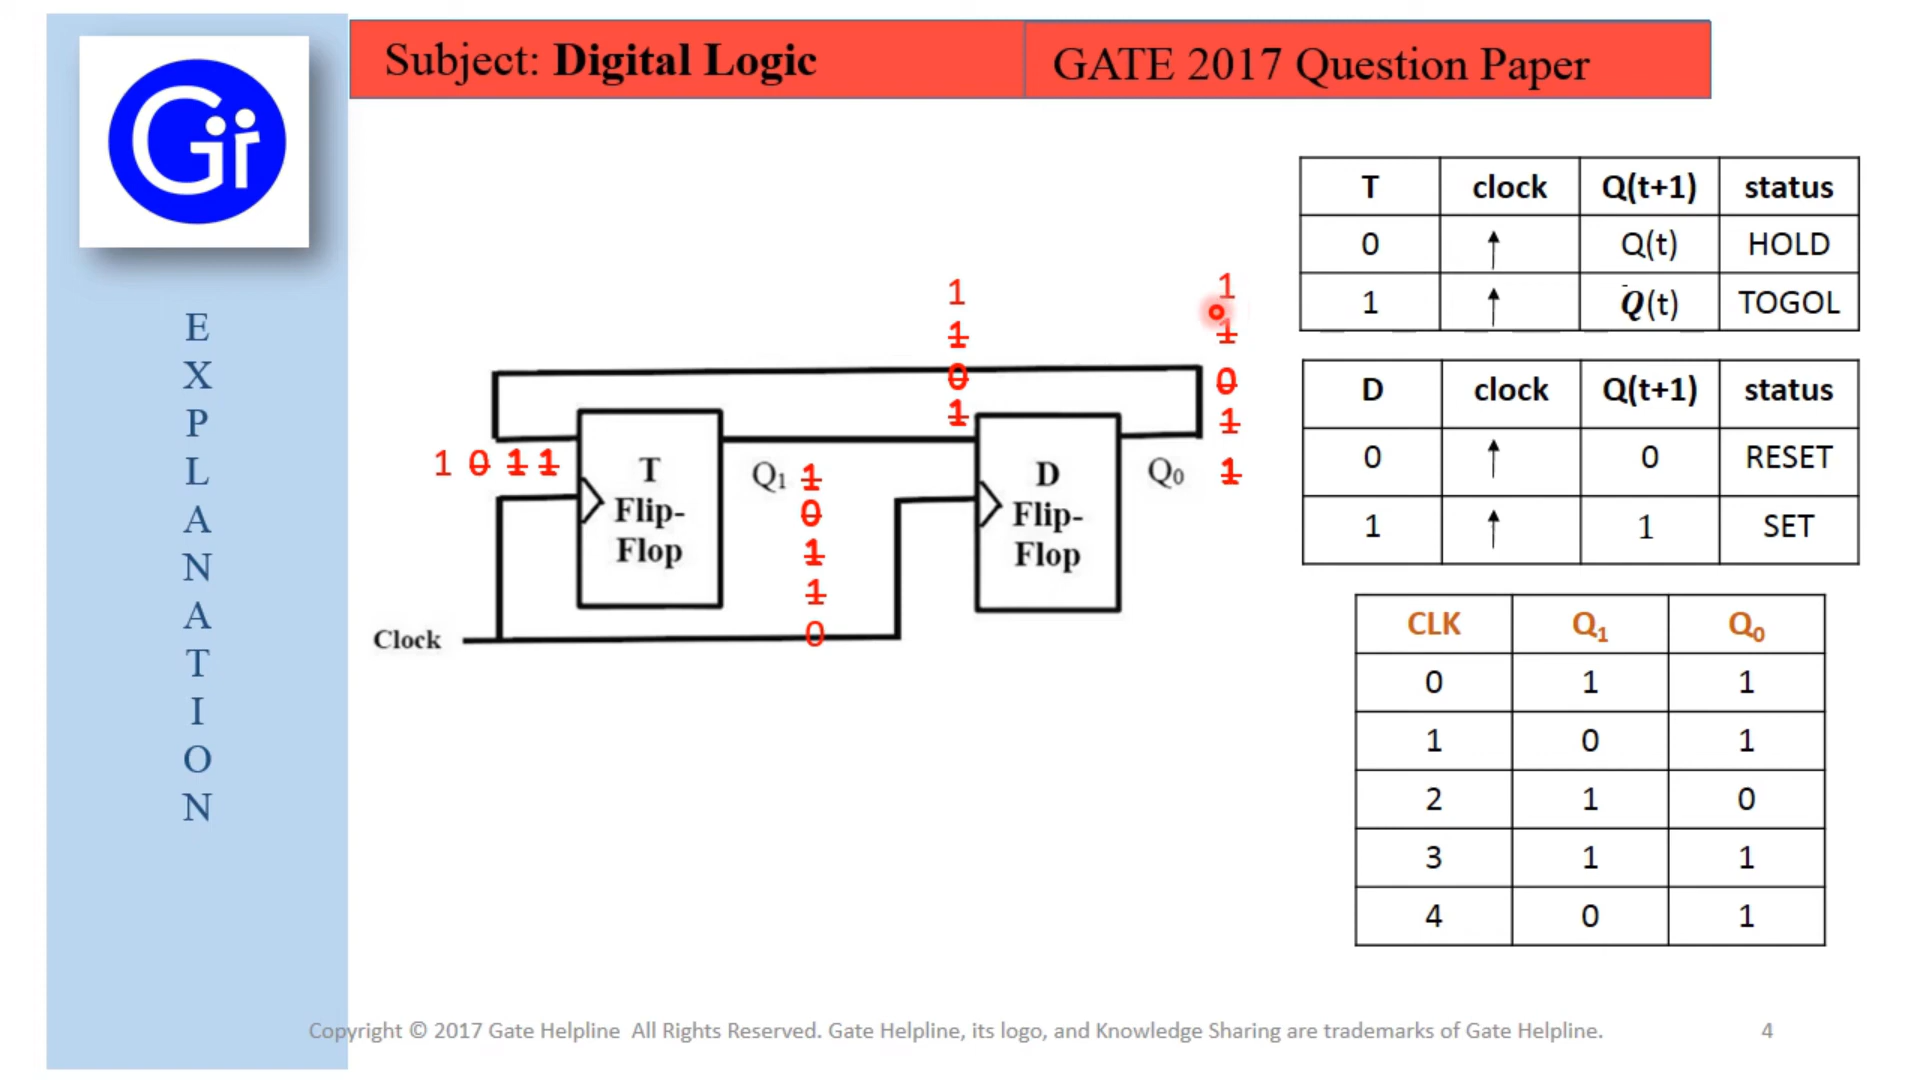 Subject: Digital Logic
GATE 2017 Question Paper
Gr
E
X
P
L
A
N
A
T
I
O
N
1
1
0
1
1
1
0
1
1
1 0 1 1
T
Flip-
Flop
Q1
1
0
1
1
0
D
Flip-
Flop
Q0
Clock
T clock Q(t+1) status
0 ↑ Q(t) HOLD
1 ↑ Q̄(t) TOGOL
D clock Q(t+1) status
0 ↑ 0 RESET
1 ↑ 1 SET
CLK Q1 Q0
0 1 1
1 0 1
2 1 0
3 1 1
4 0 1
Copyright © 2017 Gate Helpline All Rights Reserved. Gate Helpline, its logo, and Knowledge Sharing are trademarks of Gate Helpline.
4